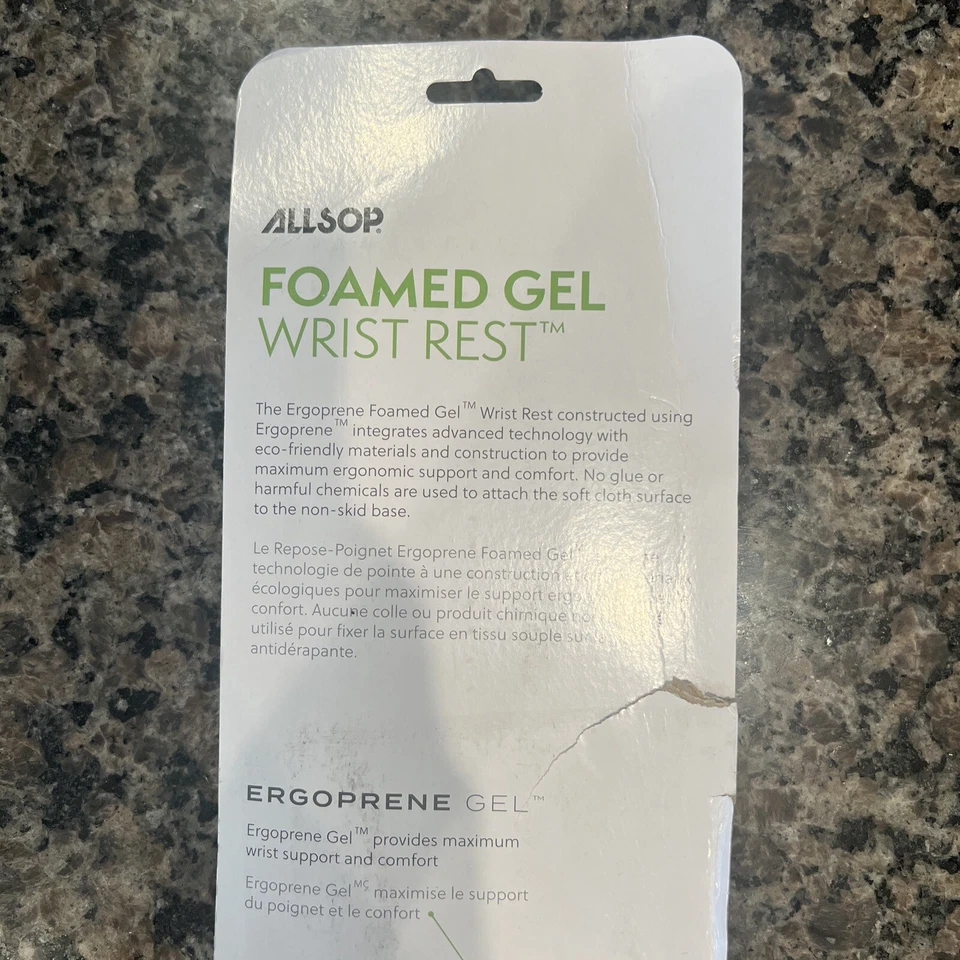 ALLSOP®
FOAMED GEL
WRIST REST™
The Ergoprene Foamed Gel™ Wrist Rest constructed using
Ergoprene™ integrates advanced technology with
eco-friendly materials and construction to provide
maximum ergonomic support and comfort. No glue or
harmful chemicals are used to attach the soft cloth surface
to the non-skid base.
Le Repose-Poignet Ergoprene Foamed Gel
technologie de pointe à une construction
écologiques pour maximiser le support
confort. Aucune colle ou produit chimique
utilisé pour fixer la surface en tissu souple
antidérapante.
ERGOPRENE GEL™
Ergoprene Gel™ provides maximum
wrist support and comfort
Ergoprene Gel MC maximise le support
du poignet et le confort